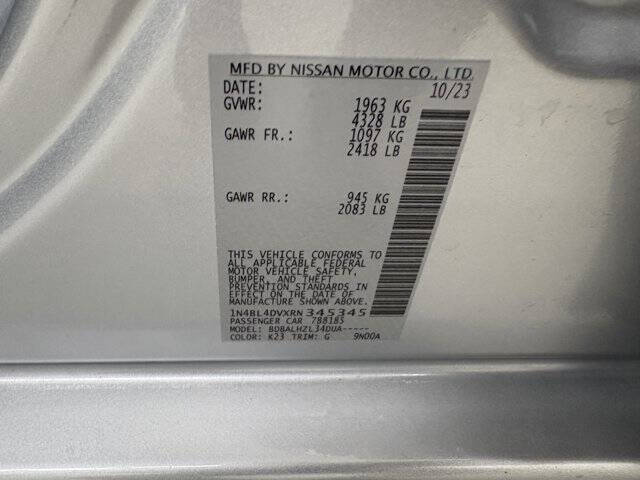 MFD BY NISSAN MOTOR CO., LTD.
DATE: 10/23
GVWR: 1963 KG
4328 LB
GAWR FR.: 1097 KG
2418 LB
GAWR RR.: 945 KG
2083 LB
THIS VEHICLE CONFORMS TO
ALL APPLICABLE FEDERAL
MOTOR VEHICLE SAFETY,
BUMPER, AND THEFT
PREVENTION STANDARDS
IN EFFECT ON THE DATE OF
MANUFACTURE SHOWN ABOVE.
1N4BL4DVXRN345345
PASSENGER CAR 788185
MODEL: BDBALHZL34DUA-----
COLOR: K23 TRIM: G 9N00A